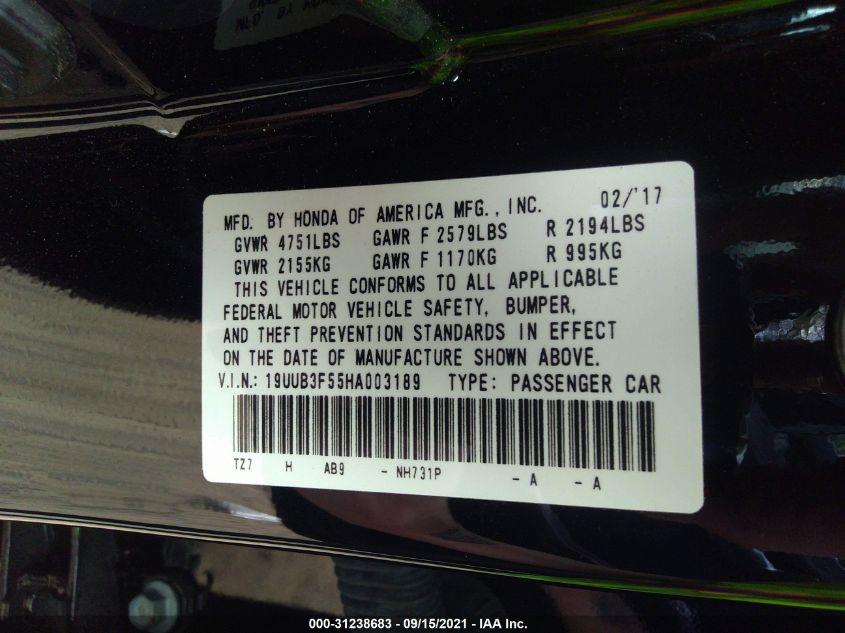 MFD. BY HONDA OF AMERICA MFG., INC. 02/'17
GVWR 4751LBS GAWR F 2579LBS R 2194LBS
GVWR 2155KG GAWR F 1170KG R 995KG
THIS VEHICLE CONFORMS TO ALL APPLICABLE
FEDERAL MOTOR VEHICLE SAFETY, BUMPER,
AND THEFT PREVENTION STANDARDS IN EFFECT
ON THE DATE OF MANUFACTURE SHOWN ABOVE.
V.I.N.: 19UUB3F55HA003189 TYPE: PASSENGER CAR
TZ7 H AB9 - NH731P - A - A
000-31238683 - 09/15/2021 - IAA Inc.